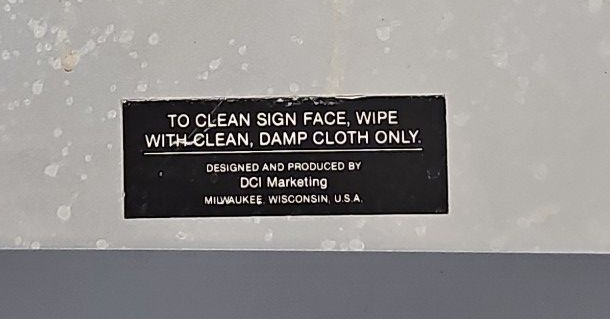 TO CLEAN SIGN FACE, WIPE
WITH CLEAN, DAMP CLOTH ONLY.
DESIGNED AND PRODUCED BY
DCI Marketing
MILWAUKEE, WISCONSIN, U.S.A.